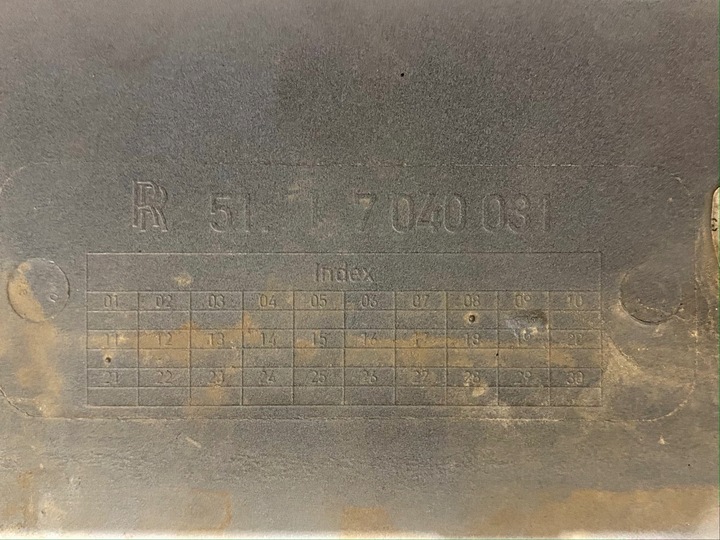 RR 51. 7 040 031
Index
01 02 03 04 05 06 07 08 09 10
11 12 13 14 15 16 17 18 19 20
21 22 23 24 25 26 27 28 29 30